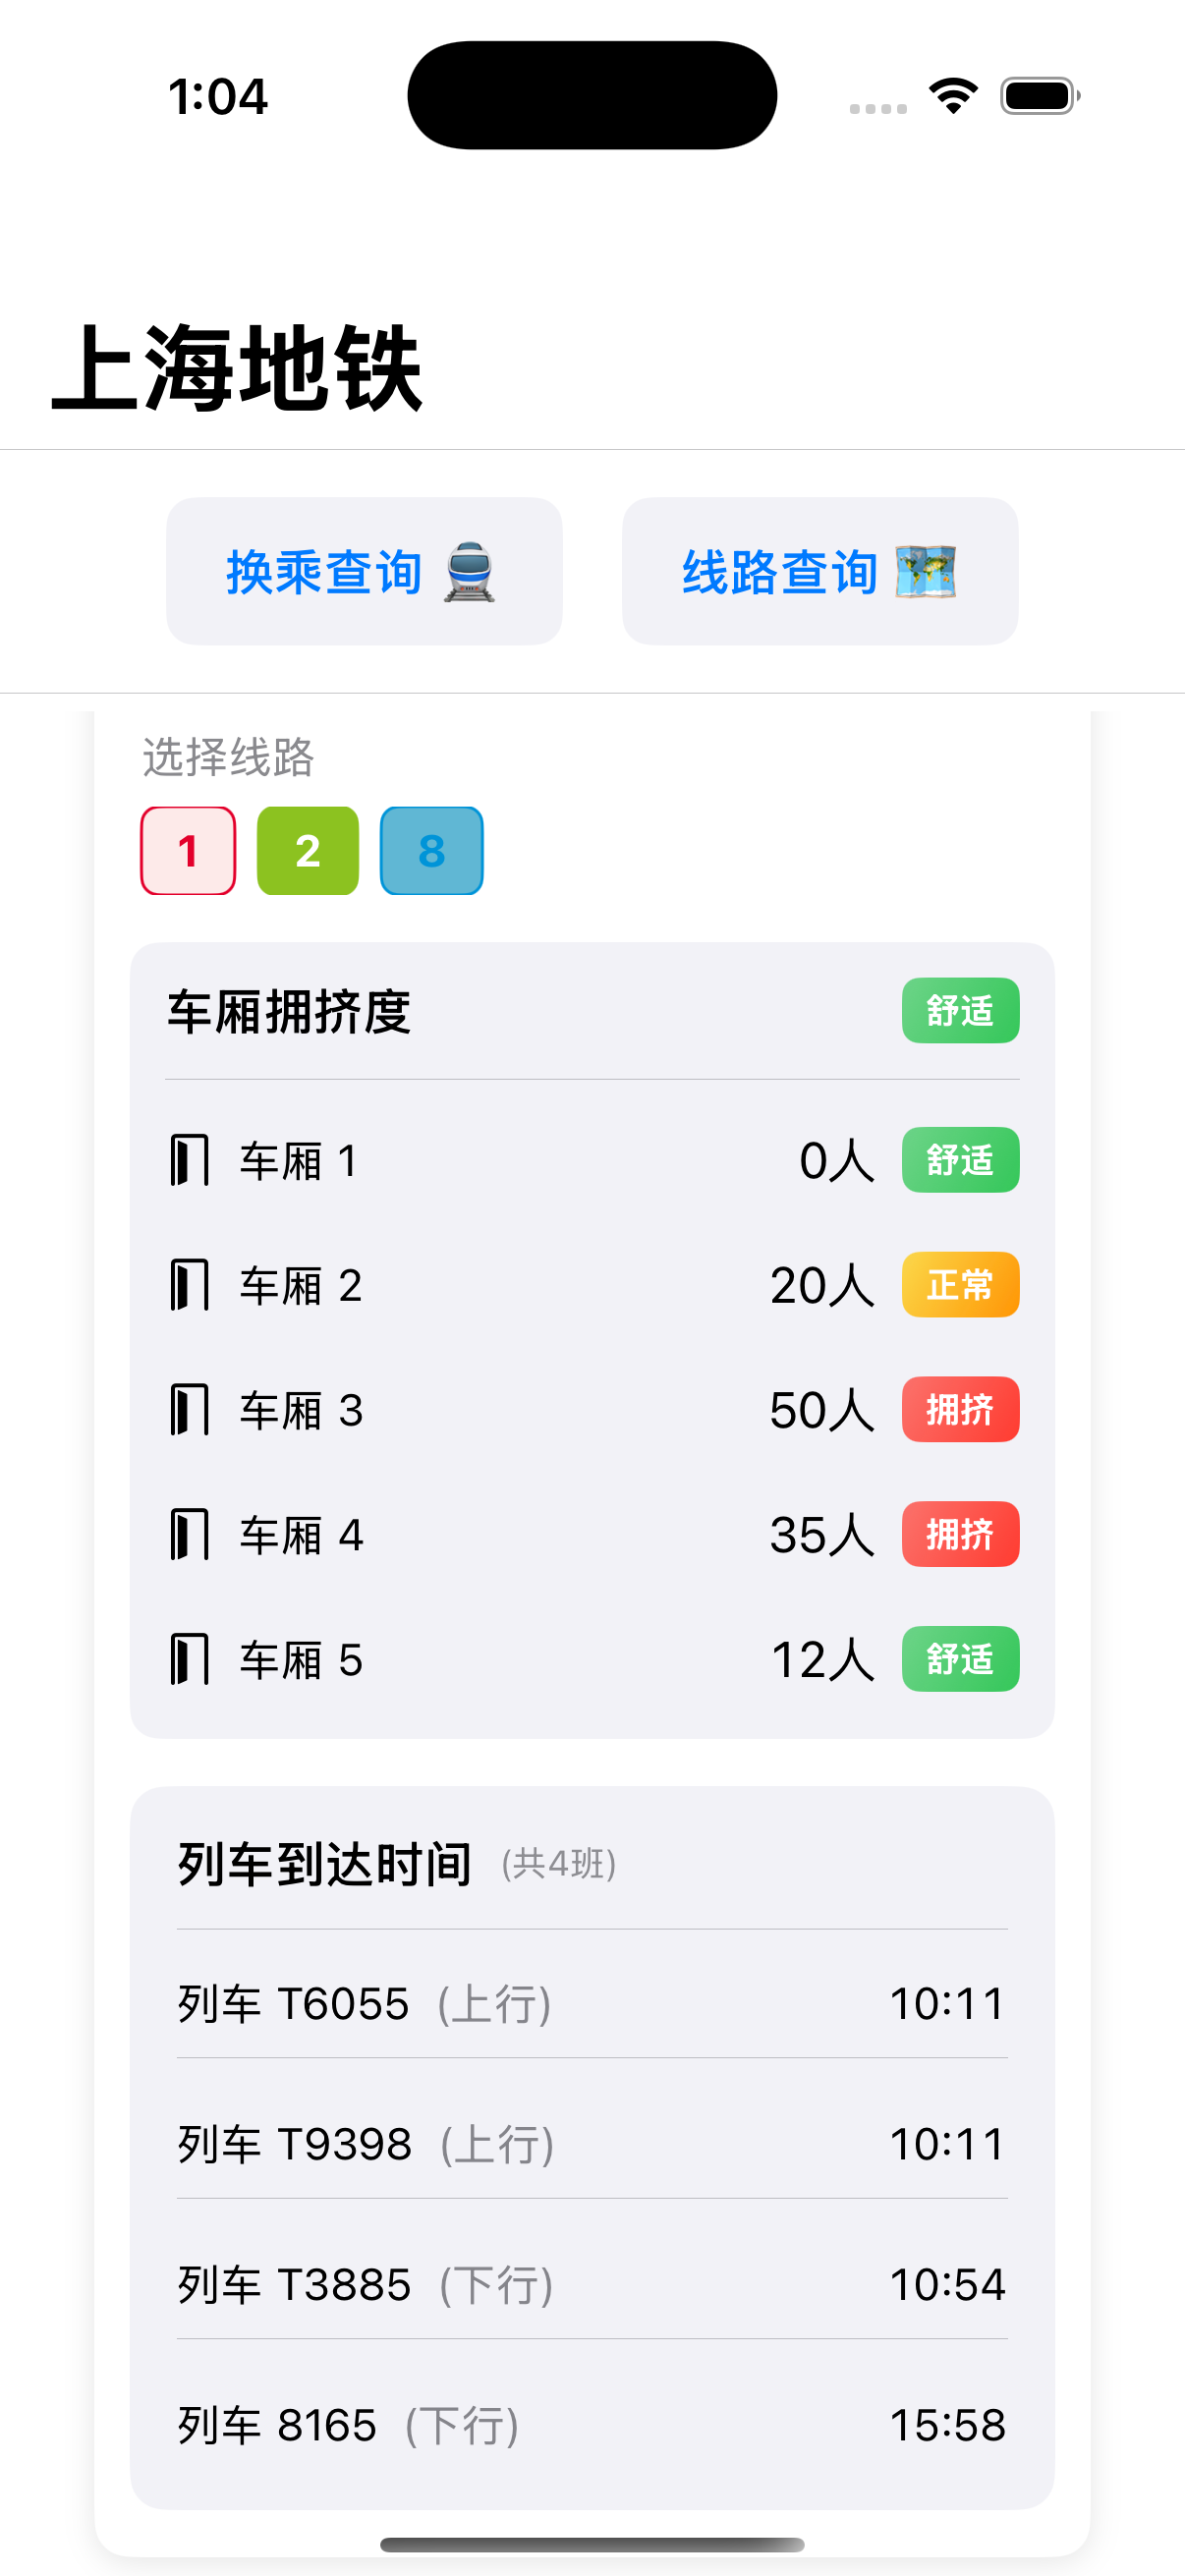 1:04
上海地铁
换乘查询 🚆 线路查询 🗺️
选择线路
1 2 8
车厢拥挤度 舒适
车厢 1 0人 舒适
车厢 2 20人 正常
车厢 3 50人 拥挤
车厢 4 35人 拥挤
车厢 5 12人 舒适
列车到达时间 (共4班)
列车 T6055 (上行) 10:11
列车 T9398 (上行) 10:11
列车 T3885 (下行) 10:54
列车 8165 (下行) 15:58